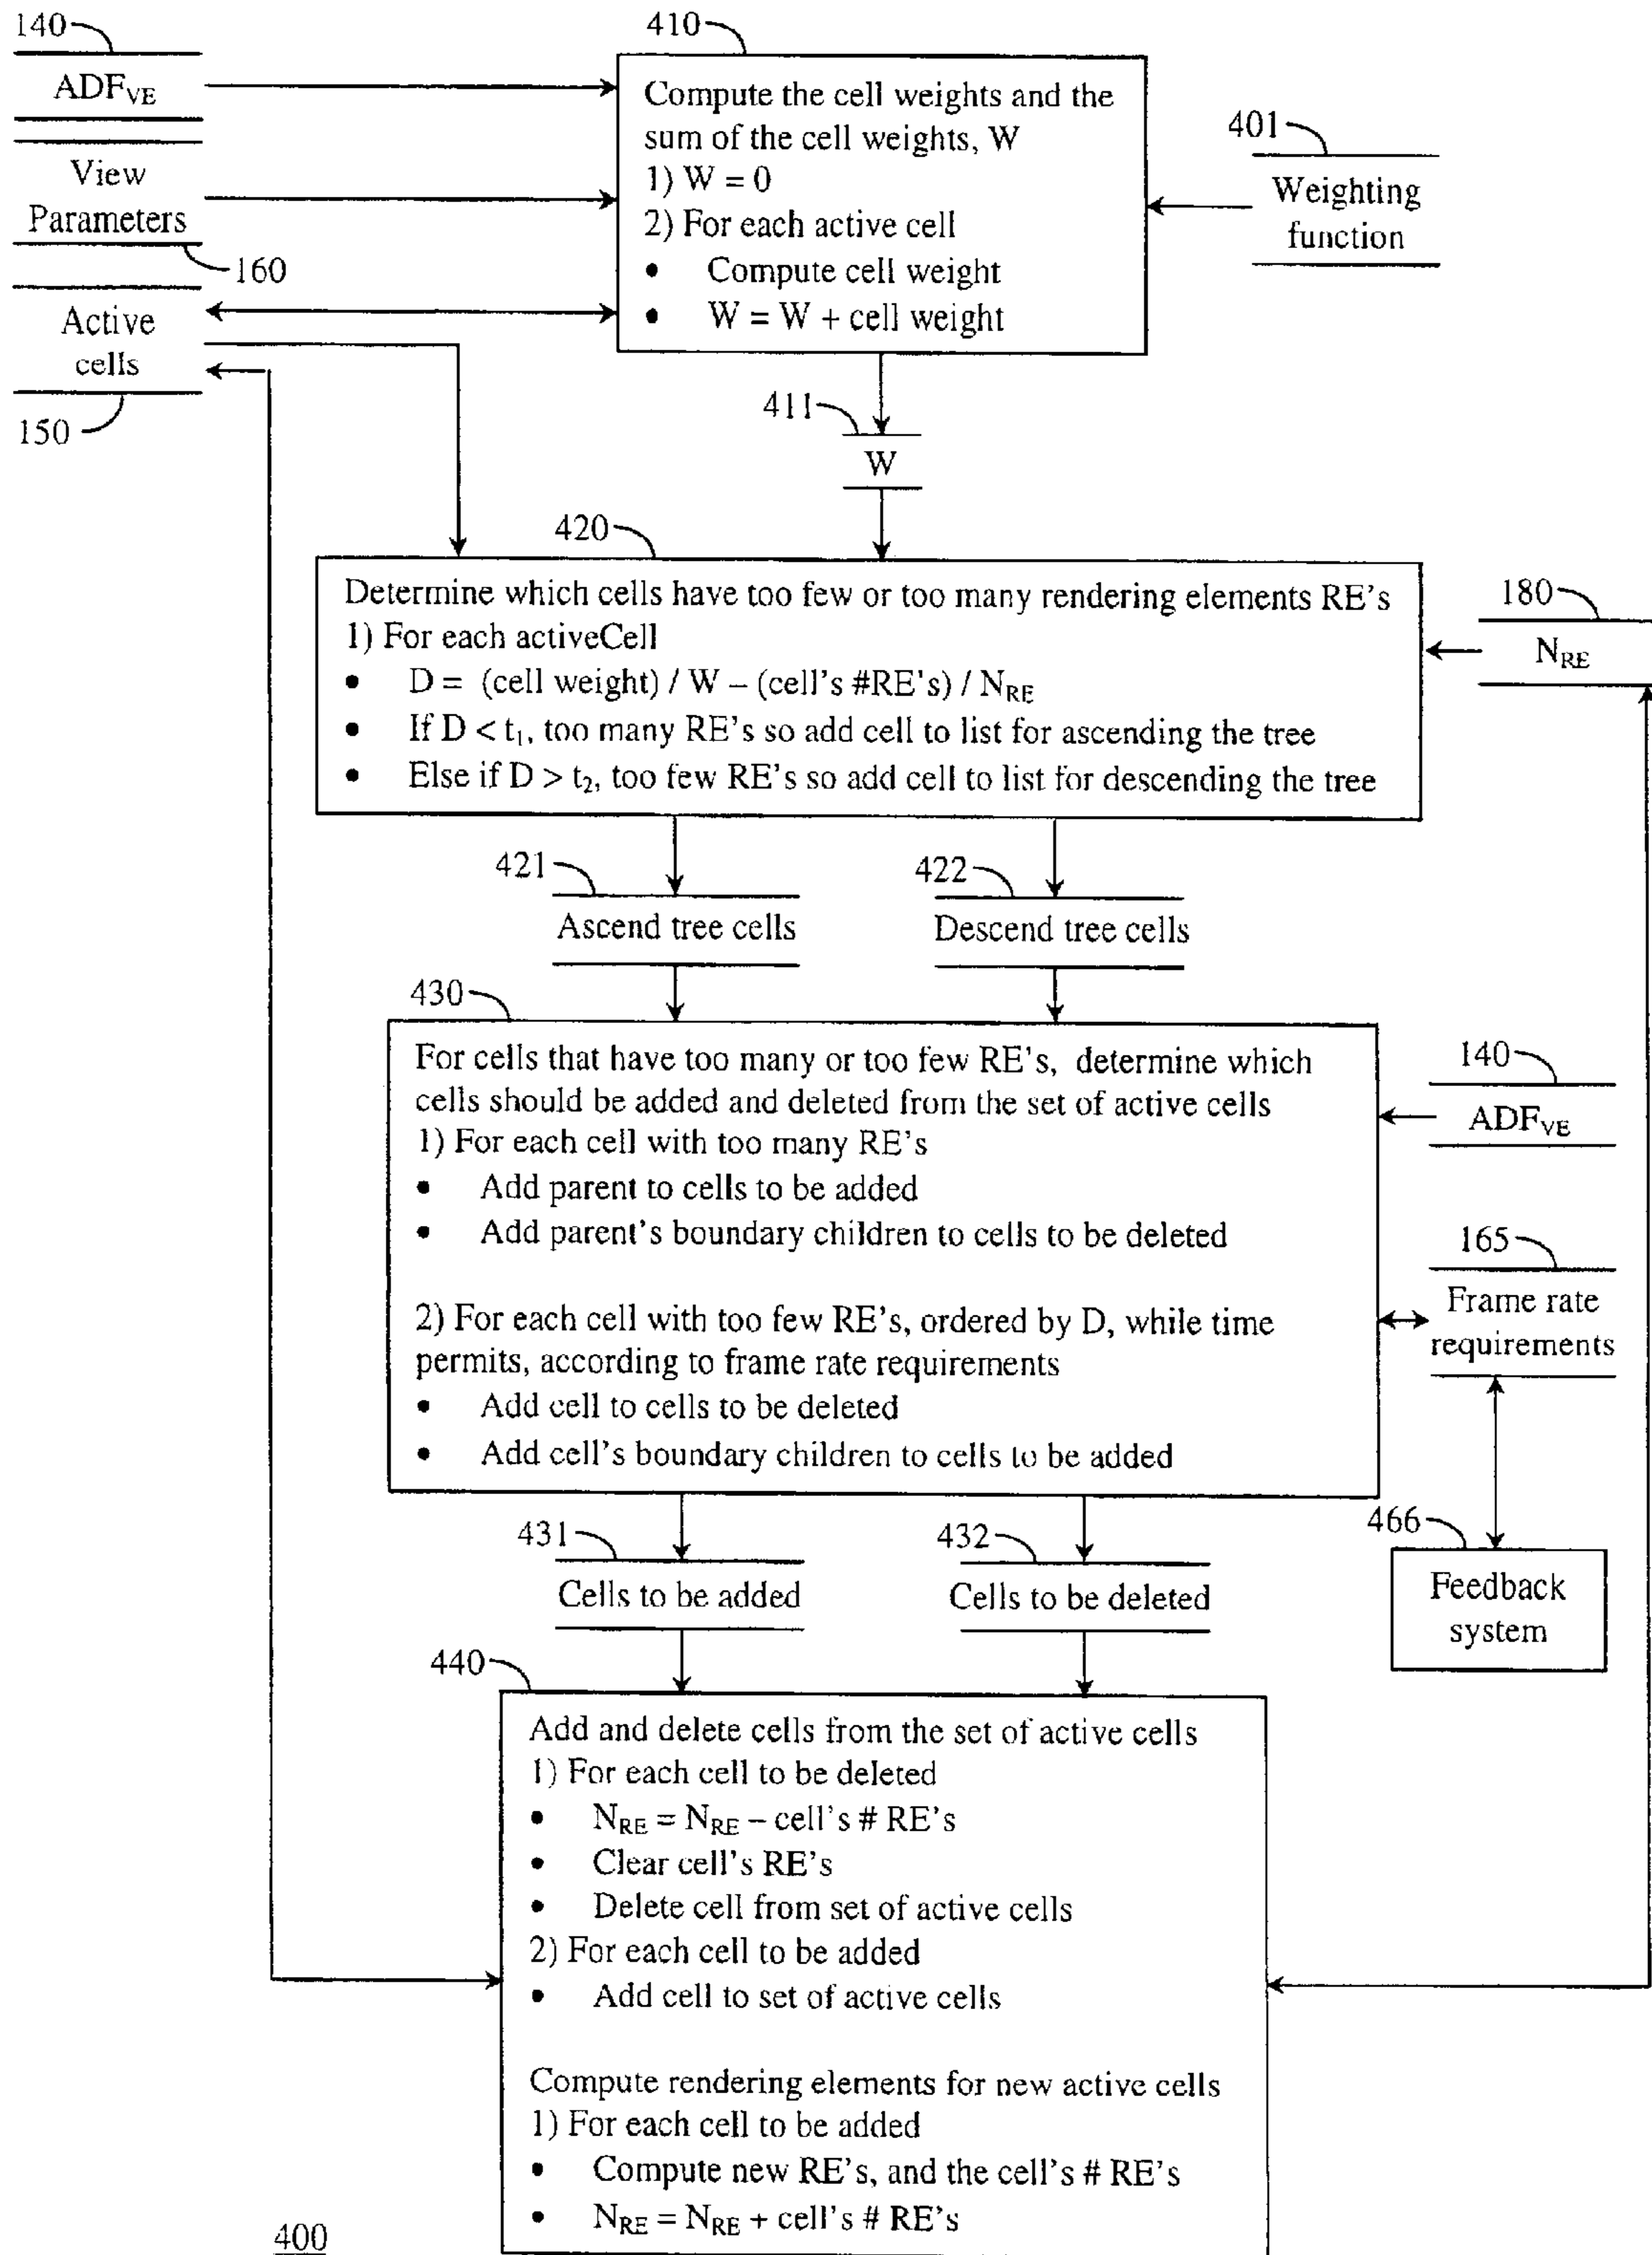 140
ADF_VE
View
Parameters
160
Active
cells
150
410
Compute the cell weights and the
sum of the cell weights, W
1) W = 0
2) For each active cell
• Compute cell weight
• W = W + cell weight
401
Weighting
function
411
W
420
Determine which cells have too few or too many rendering elements RE's
1) For each activeCell
• D = (cell weight) / W – (cell's #RE's) / N_RE
• If D < t₁, too many RE's so add cell to list for ascending the tree
• Else if D > t₂, too few RE's so add cell to list for descending the tree
180
N_RE
421
Ascend tree cells
422
Descend tree cells
430
For cells that have too many or too few RE's, determine which
cells should be added and deleted from the set of active cells
1) For each cell with too many RE's
• Add parent to cells to be added
• Add parent's boundary children to cells to be deleted
2) For each cell with too few RE's, ordered by D, while time
permits, according to frame rate requirements
• Add cell to cells to be deleted
• Add cell's boundary children to cells to be added
140
ADF_VE
165
Frame rate
requirements
466
Feedback
system
431
Cells to be added
432
Cells to be deleted
440
Add and delete cells from the set of active cells
1) For each cell to be deleted
• N_RE = N_RE – cell's # RE's
• Clear cell's RE's
• Delete cell from set of active cells
2) For each cell to be added
• Add cell to set of active cells
Compute rendering elements for new active cells
1) For each cell to be added
• Compute new RE's, and the cell's # RE's
• N_RE = N_RE + cell's # RE's
400